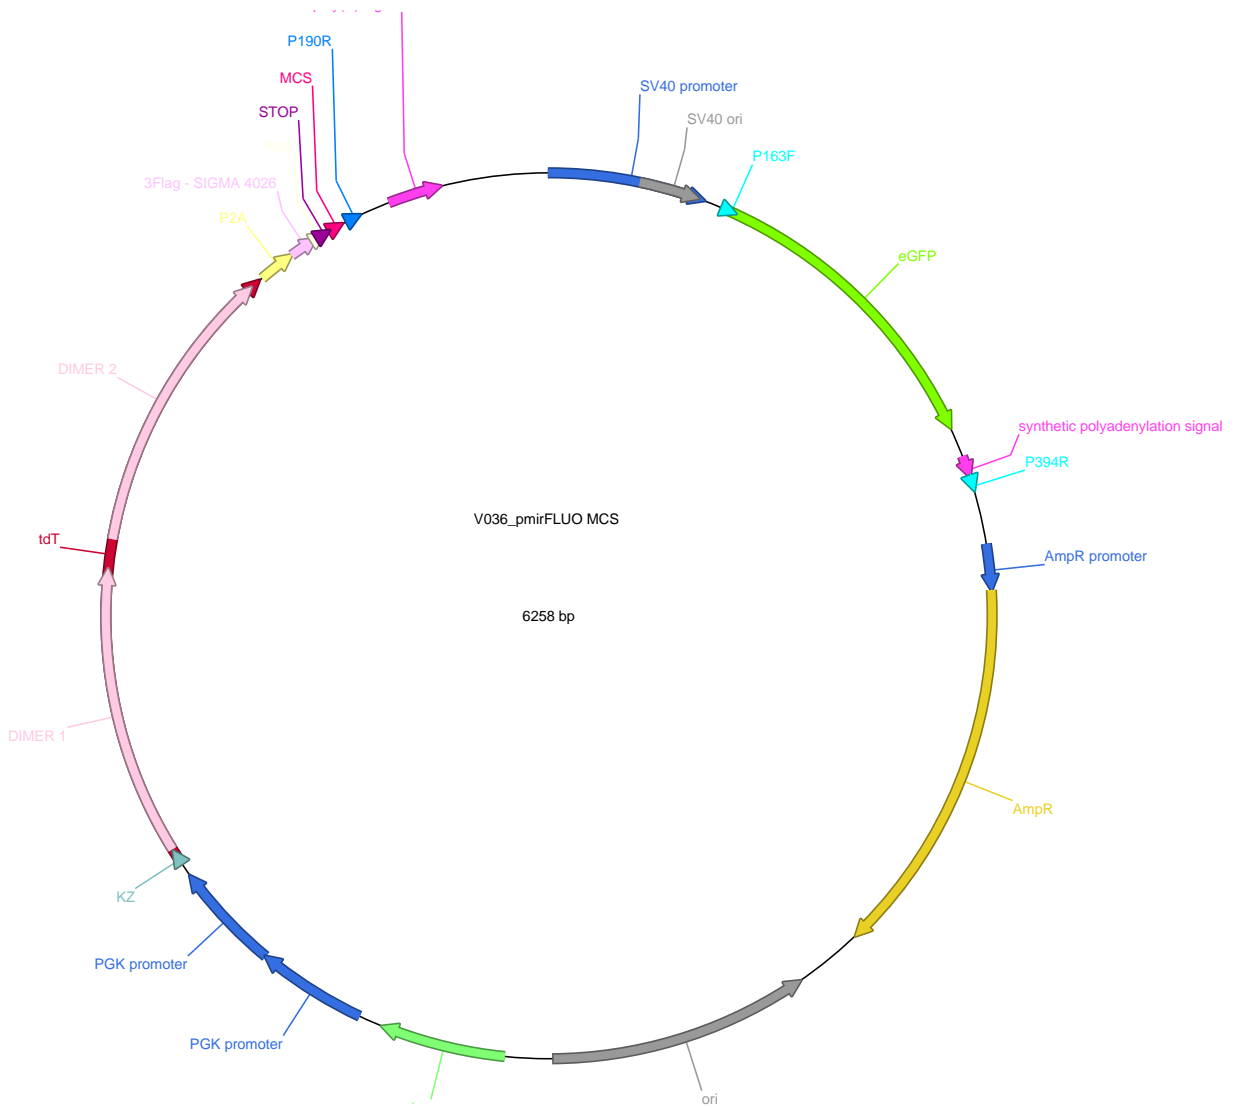 P190R
MCS
SV40 promoter
STOP
SV40 ori
P163F
3Flag - SIGMA 4026
P2A
eGFP
DIMER 2
synthetic polyadenylation signal
P394R
V036_pmirFLUO MCS
tdT
AmpR promoter
6258 bp
DIMER 1
AmpR
KZ
PGK promoter
PGK promoter
ori